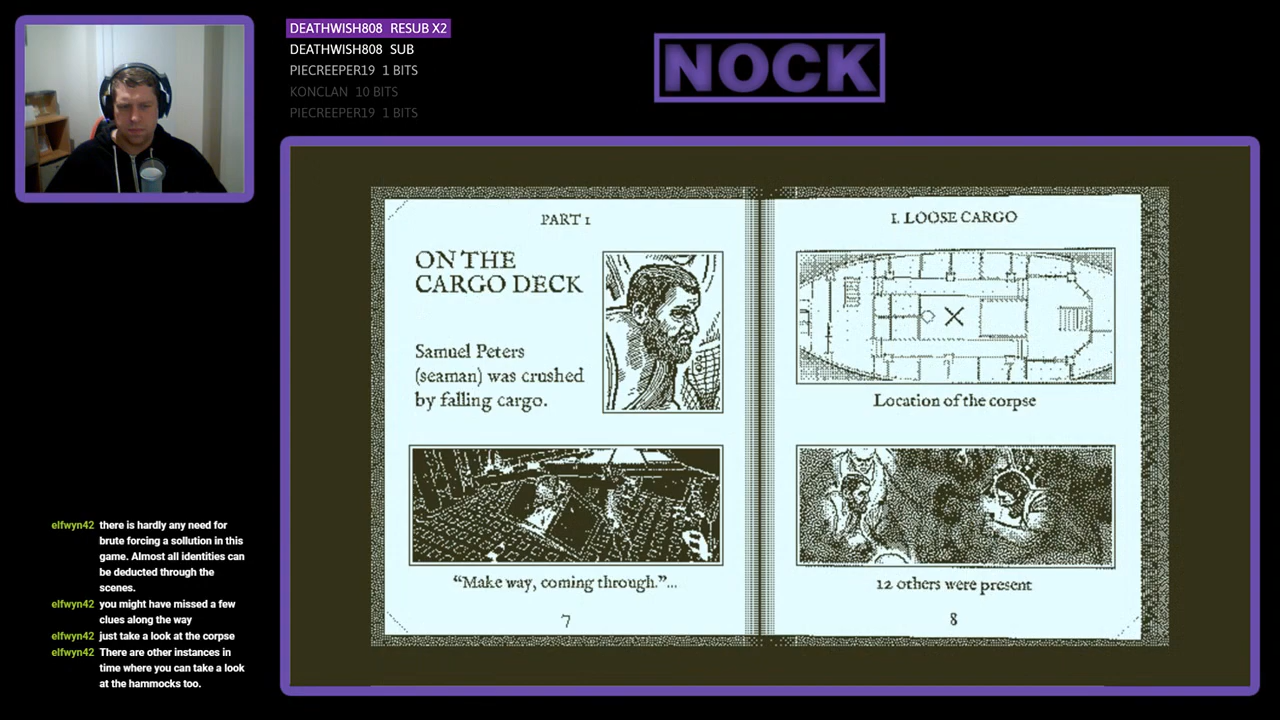 DEATHWISH808 RESUB X2
DEATHWISH808 SUB
PIECREEPER19 1 BITS
KONCLAN 10 BITS
PIECREEPER19 1 BITS
NOCK
PART 1
ON THE
CARGO DECK
Samuel Peters
(seaman) was crushed
by falling cargo.
“Make way, coming through.”...
7
I. LOOSE CARGO
Location of the corpse
12 others were present
8
elfwyn42 there is hardly any need for
brute forcing a sollution in this
game. Almost all identities can
be deducted through the
scenes.
elfwyn42 you might have missed a few
clues along the way
elfwyn42 just take a look at the corpse
elfwyn42 There are other instances in
time where you can take a look
at the hammocks too.